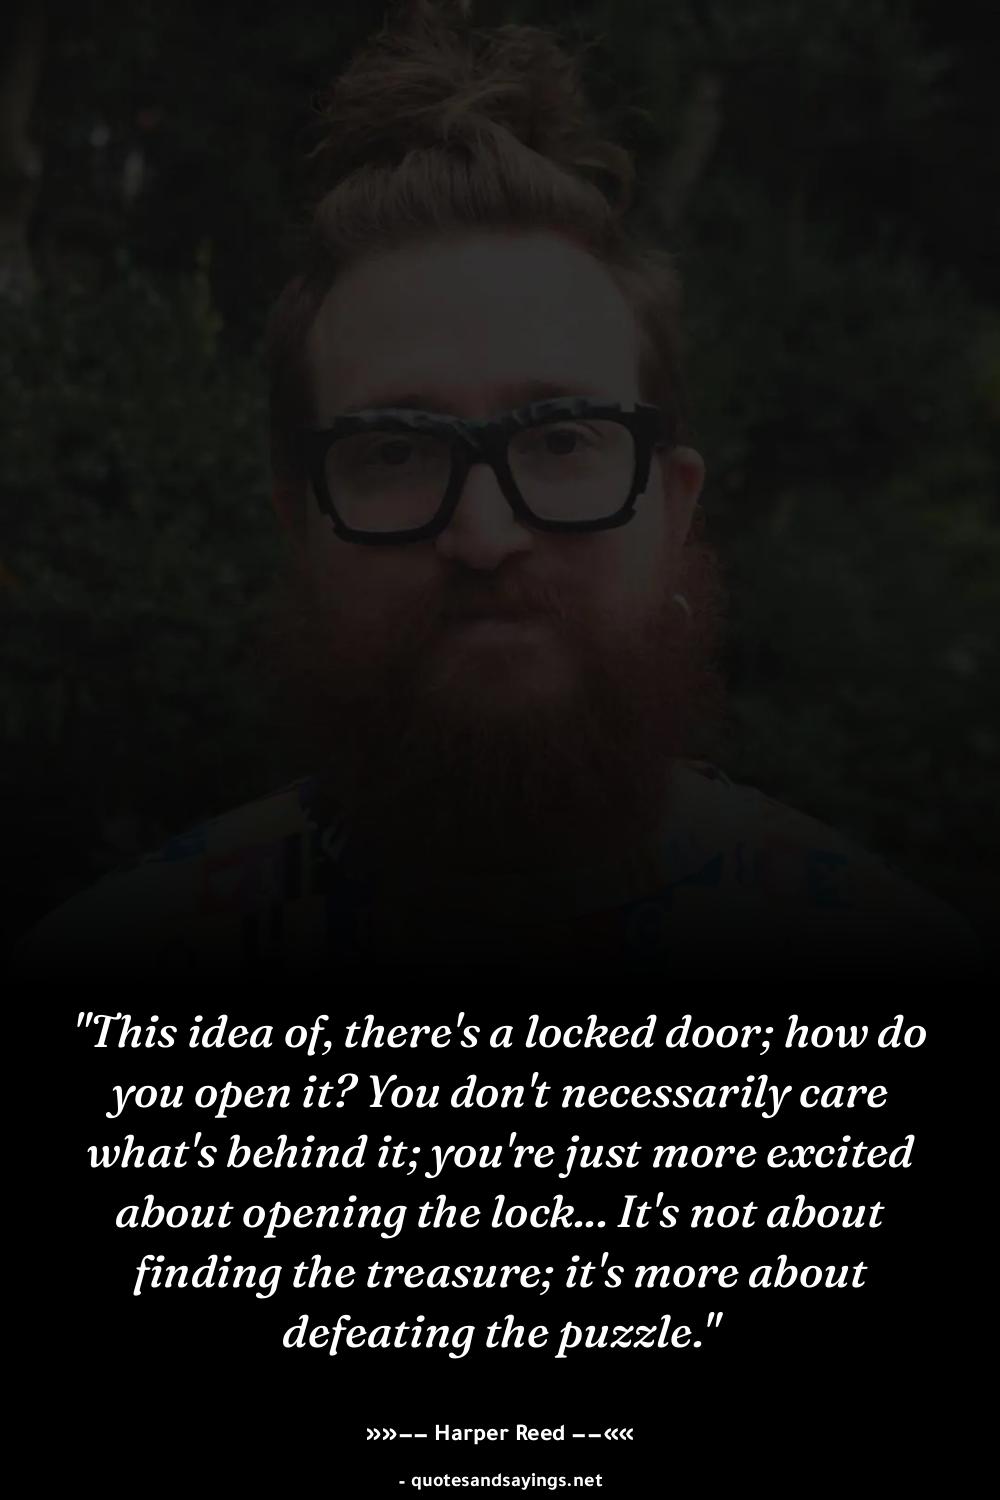 "This idea of, there's a locked door; how do
you open it? You don't necessarily care
what's behind it; you're just more excited
about opening the lock... It's not about
finding the treasure; it's more about
defeating the puzzle."
»»−− Harper Reed −−««
- quotesandsayings.net